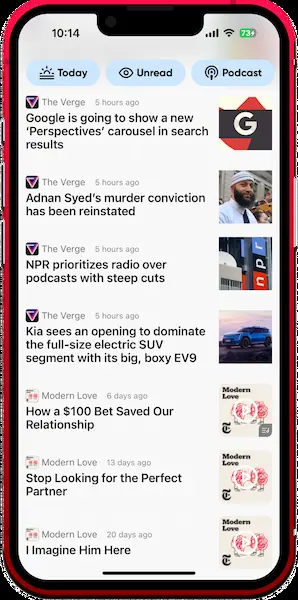 10:14
73
Today
Unread
Podcast
The Verge 5 hours ago
Google is going to show a new
‘Perspectives’ carousel in search
results
G
The Verge 5 hours ago
Adnan Syed’s murder conviction
has been reinstated
The Verge 5 hours ago
NPR prioritizes radio over
podcasts with steep cuts
npr
The Verge 5 hours ago
Kia sees an opening to dominate
the full-size electric SUV
segment with its big, boxy EV9
Modern Love 6 days ago
How a $100 Bet Saved Our
Relationship
Modern
Love
Modern Love 13 days ago
Stop Looking for the Perfect
Partner
Modern
Love
Modern Love 20 days ago
I Imagine Him Here
Modern
Love